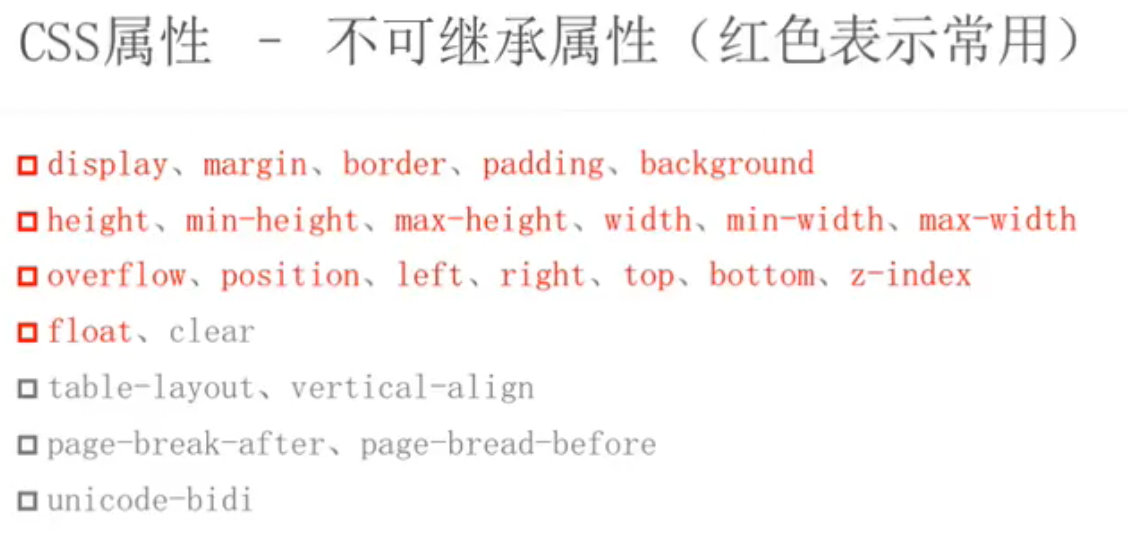 CSS属性 - 不可继承属性（红色表示常用）
display、margin、border、padding、background
height、min-height、max-height、width、min-width、max-width
overflow、position、left、right、top、bottom、z-index
float、clear
table-layout、vertical-align
page-break-after、page-bread-before
unicode-bidi